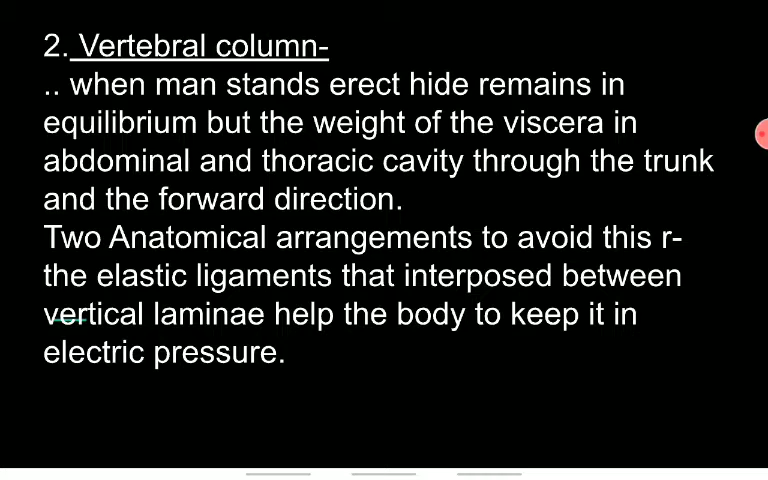 2. Vertebral column-
.. when man stands erect hide remains in
equilibrium but the weight of the viscera in
abdominal and thoracic cavity through the trunk
and the forward direction.
Two Anatomical arrangements to avoid this r-
the elastic ligaments that interposed between
vertical laminae help the body to keep it in
electric pressure.